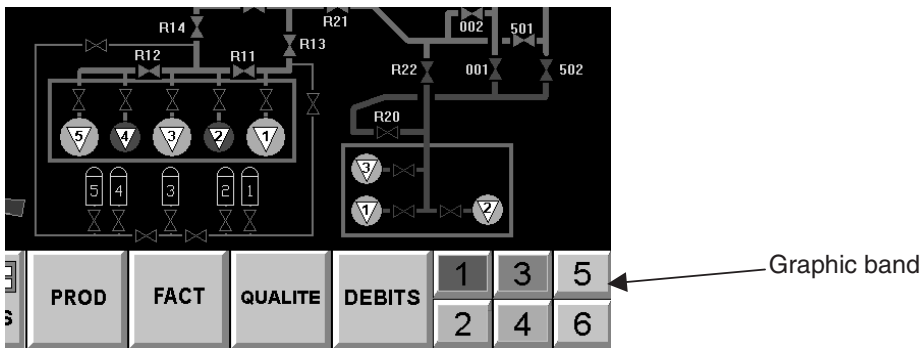 R14 R21 002 501
R13
R12 R11 R22 001 502
R20
5 4 3 2 1
3
5 4 3 2 1
1 2
S PROD FACT QUALITE DEBITS 1 3 5 Graphic band
2 4 6